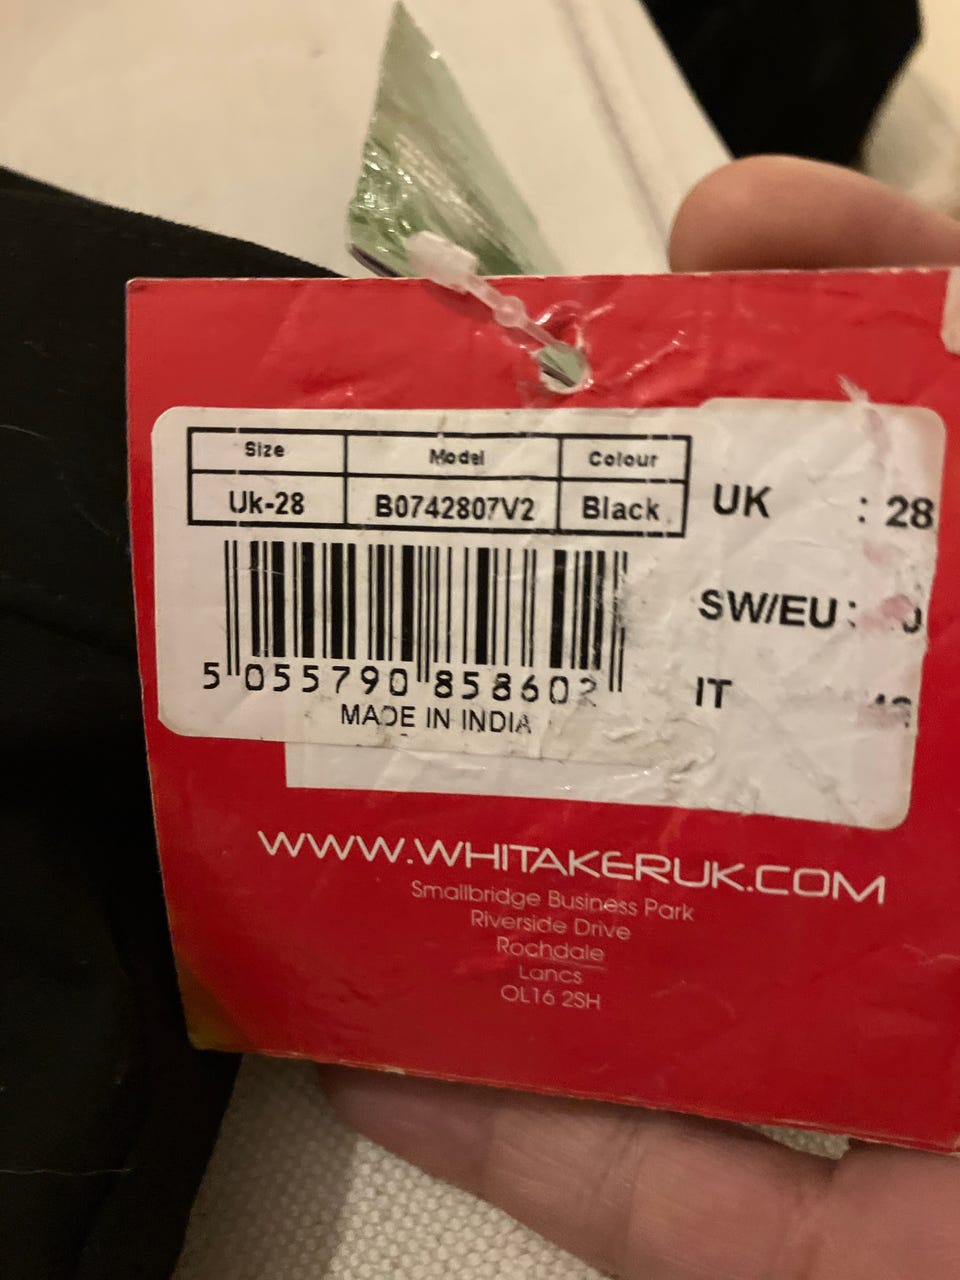 Size Model Colour
Uk-28 B0742807V2 Black
UK : 28
SW/EU :
IT
5 055790 858602
MADE IN INDIA
WWW.WHITAKERUK.COM
Smallbridge Business Park
Riverside Drive
Rochdale
Lancs
OL16 2SH